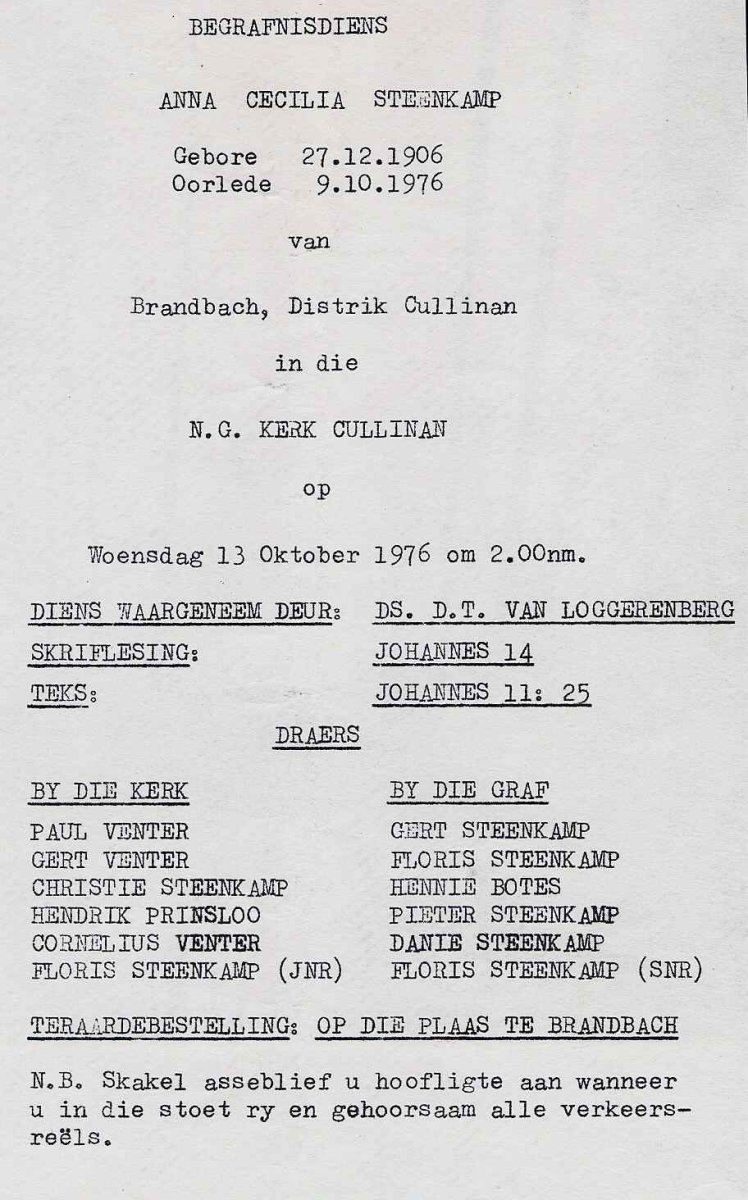 BEGRAFNISDIENS
ANNA CECILIA STEENKAMP
Gebore 27.12.1906
Oorlede 9.10.1976
van
Brandbach, Distrik Cullinan
in die
N.G. KERK CULLINAN
op
Woensdag 13 Oktober 1976 om 2.00nm.
DIENS WAARGENEEM DEUR: DS. D.T. VAN LOGGERENBERG
SKRIFLESING: JOHANNES 14
TEKS: JOHANNES 11: 25
DRAERS
BY DIE KERK BY DIE GRAF
PAUL VENTER GERT STEENKAMP
GERT VENTER FLORIS STEENKAMP
CHRISTIE STEENKAMP HENNIE BOTES
HENDRIK PRINSLOO PIETER STEENKAMP
CORNELIUS VENTER DANIE STEENKAMP
FLORIS STEENKAMP (JNR) FLORIS STEENKAMP (SNR)
TERAARDEBESTELLING: OP DIE PLAAS TE BRANDBACH
N.B. Skakel asseblief u hoofligte aan wanneer
u in die stoet ry en gehoorsaam alle verkeers-
reëls.